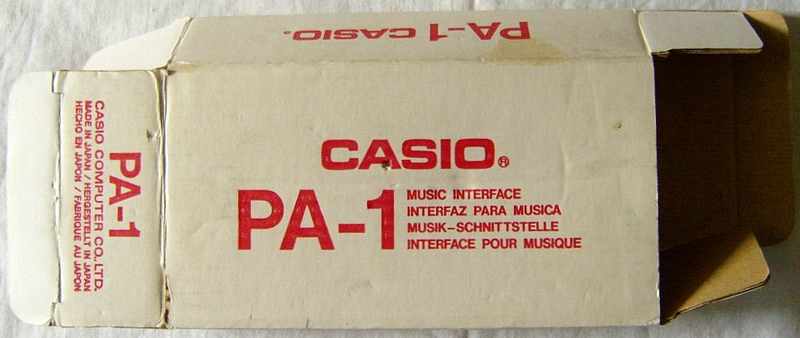 PA-1 CASIO®
CASIO®
PA-1
MUSIC INTERFACE
INTERFAZ PARA MUSICA
MUSIK-SCHNITTSTELLE
INTERFACE POUR MUSIQUE
PA-1
CASIO COMPUTER CO., LTD.
MADE IN JAPAN / HERGESTELLT IN JAPAN
HECHO EN JAPON / FABRIQUE AU JAPON